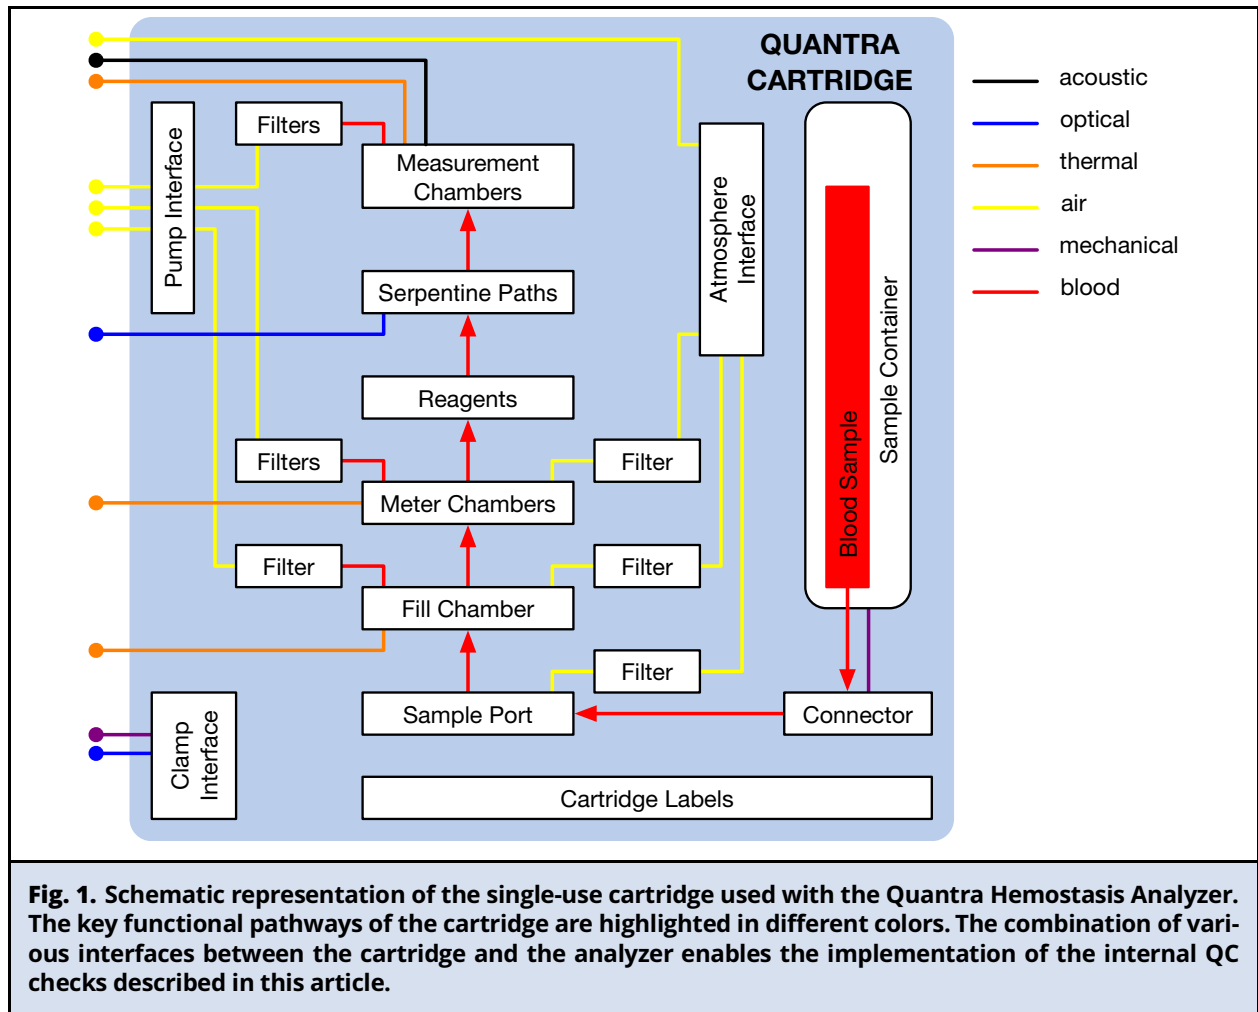 QUANTRA
CARTRIDGE
acoustic
optical
thermal
air
mechanical
blood
Pump Interface
Filters
Measurement
Chambers
Atmosphere
Interface
Serpentine Paths
Reagents
Filters
Meter Chambers
Filter
Filter
Fill Chamber
Filter
Filter
Sample Port
Connector
Blood Sample
Sample Container
Clamp
Interface
Cartridge Labels
Fig. 1. Schematic representation of the single-use cartridge used with the Quantra Hemostasis Analyzer.
The key functional pathways of the cartridge are highlighted in different colors. The combination of vari-
ous interfaces between the cartridge and the analyzer enables the implementation of the internal QC
checks described in this article.